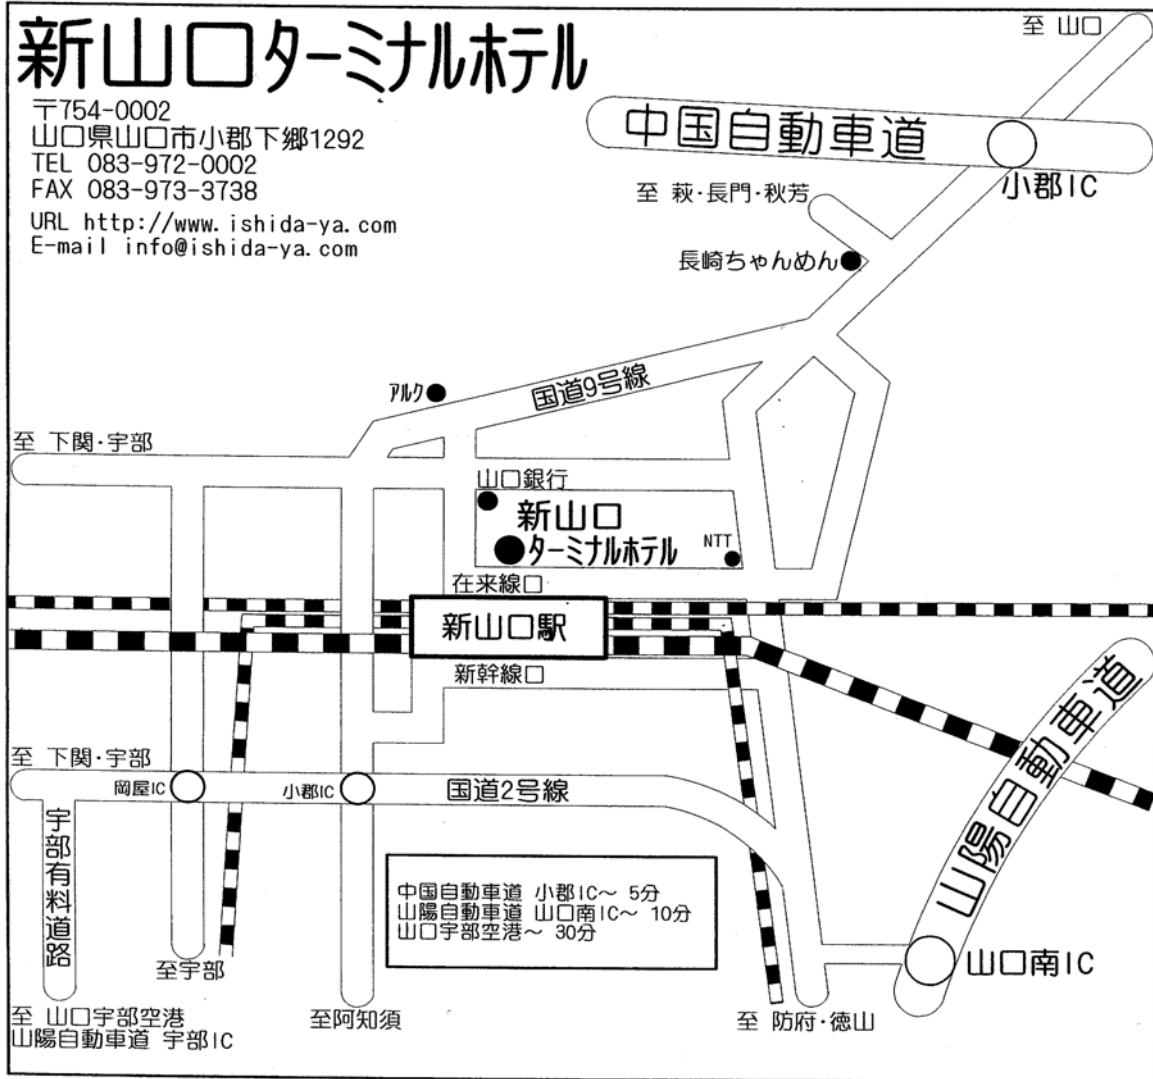 新山口ターミナルホテル
〒754-0002
山口県山口市小郡下郷1292
TEL 083-972-0002
FAX 083-973-3738
URL http://www.ishida-ya.com
E-mail info@ishida-ya.com
至 山口
中国自動車道
小郡IC
至 萩・長門・秋芳
長崎ちゃんめん
アルク
国道9号線
至 下関・宇部
山口銀行
新山口
ターミナルホテル
NTT
在来線口
新山口駅
新幹線口
山陽自動車道
至 下関・宇部
岡屋IC
小郡IC
国道2号線
宇部有料道路
中国自動車道 小郡IC～ 5分
山陽自動車道 山口南IC～ 10分
山口宇部空港～ 30分
山口南IC
至宇部
至 山口宇部空港
山陽自動車道 宇部IC
至阿知須
至 防府・徳山